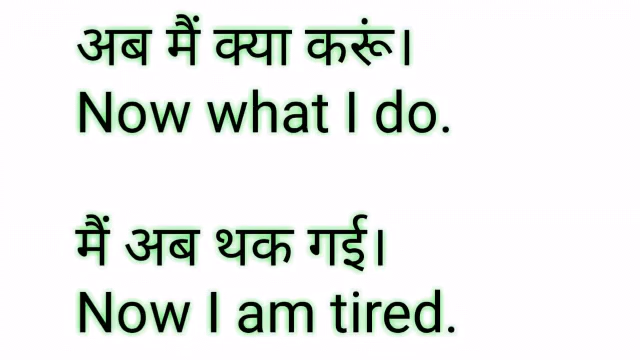 अब मैं क्या करूं।
Now what I do.
मैं अब थक गई।
Now I am tired.